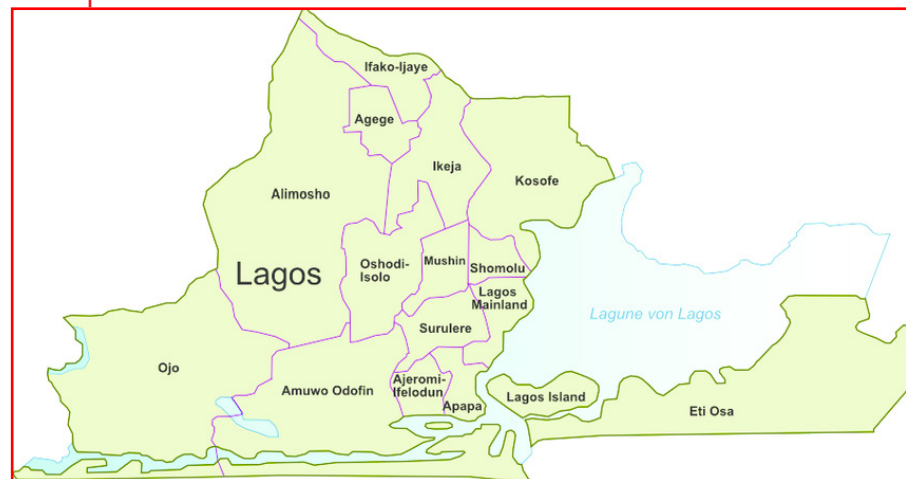 Ifako-Ijaye
Agege
Ikeja
Kosofe
Alimosho
Oshodi-
Isolo
Mushin
Shomolu
Lagos
Lagos
Mainland
Lagune von Lagos
Surulere
Ojo
Amuwo Odofin
Ajeromi-
Ifelodun
Apapa
Lagos Island
Eti Osa